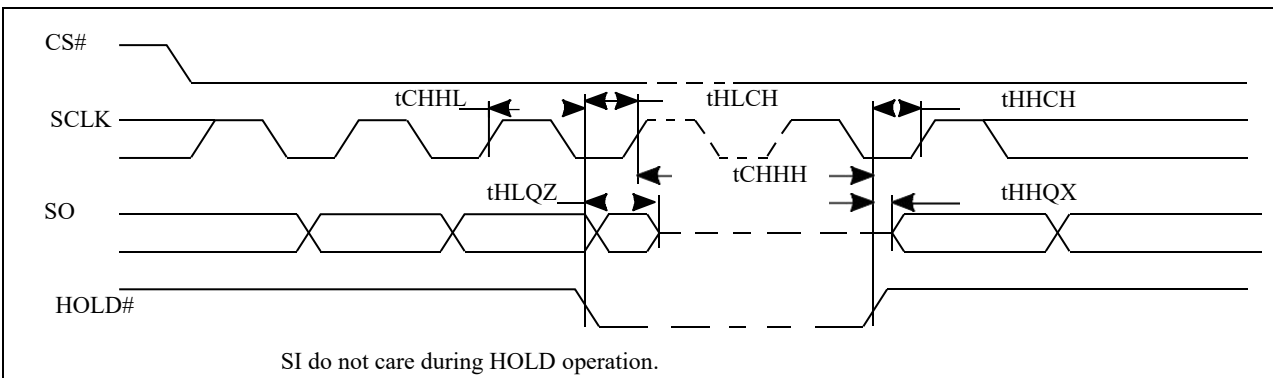 CS#
tCHHL
tHLCH
tHHCH
SCLK
tCHHH
tHLQZ
tHHQX
SO
HOLD#
SI do not care during HOLD operation.